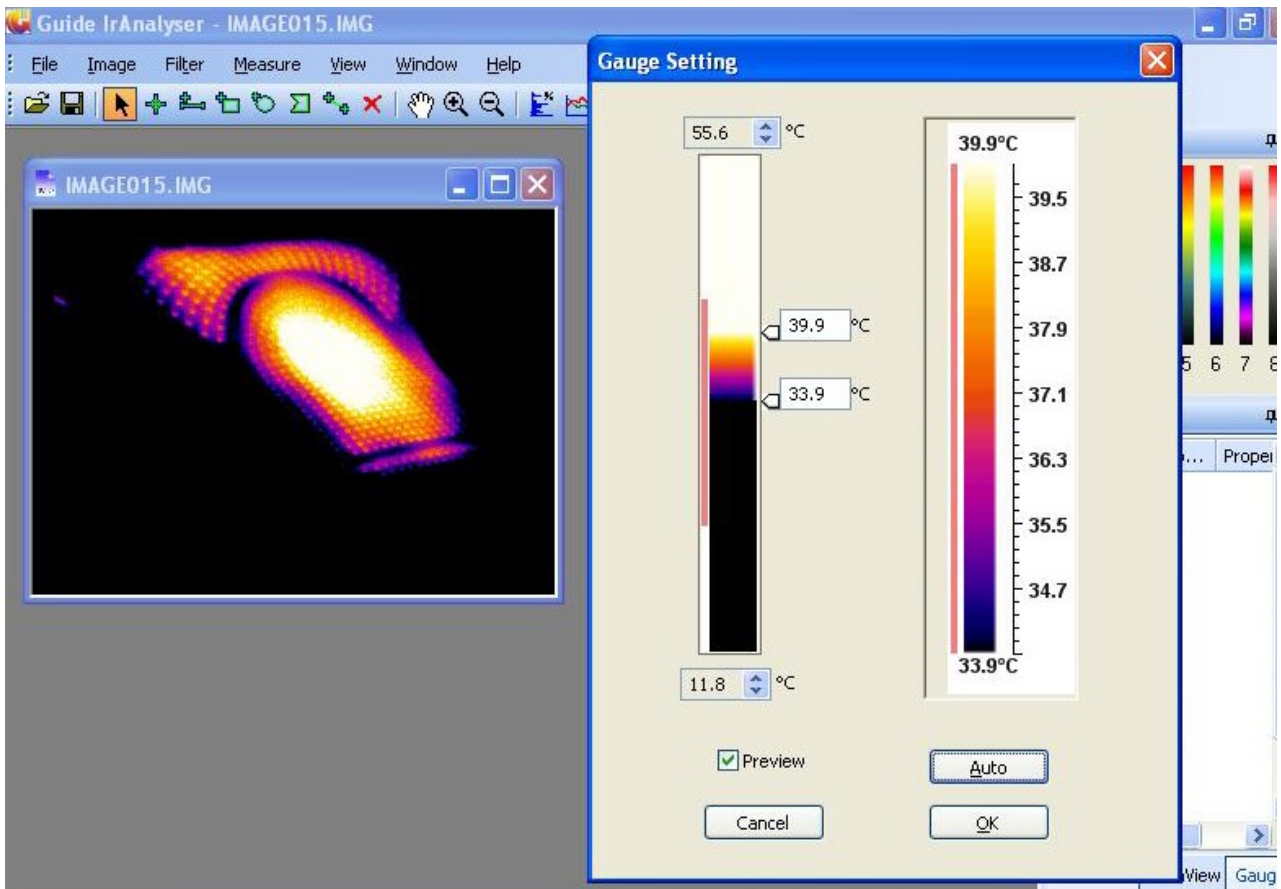 Guide IrAnalyser - IMAGE015.IMG
File Image Filter Measure View Window Help
IMAGE015.IMG
Gauge Setting
55.6 °C
39.9 °C
33.9 °C
11.8 °C
39.9°C
39.5
38.7
37.9
37.1
36.3
35.5
34.7
33.9°C
Preview
Auto
Cancel
OK
5 6 7 8
... Proper
View Gaug